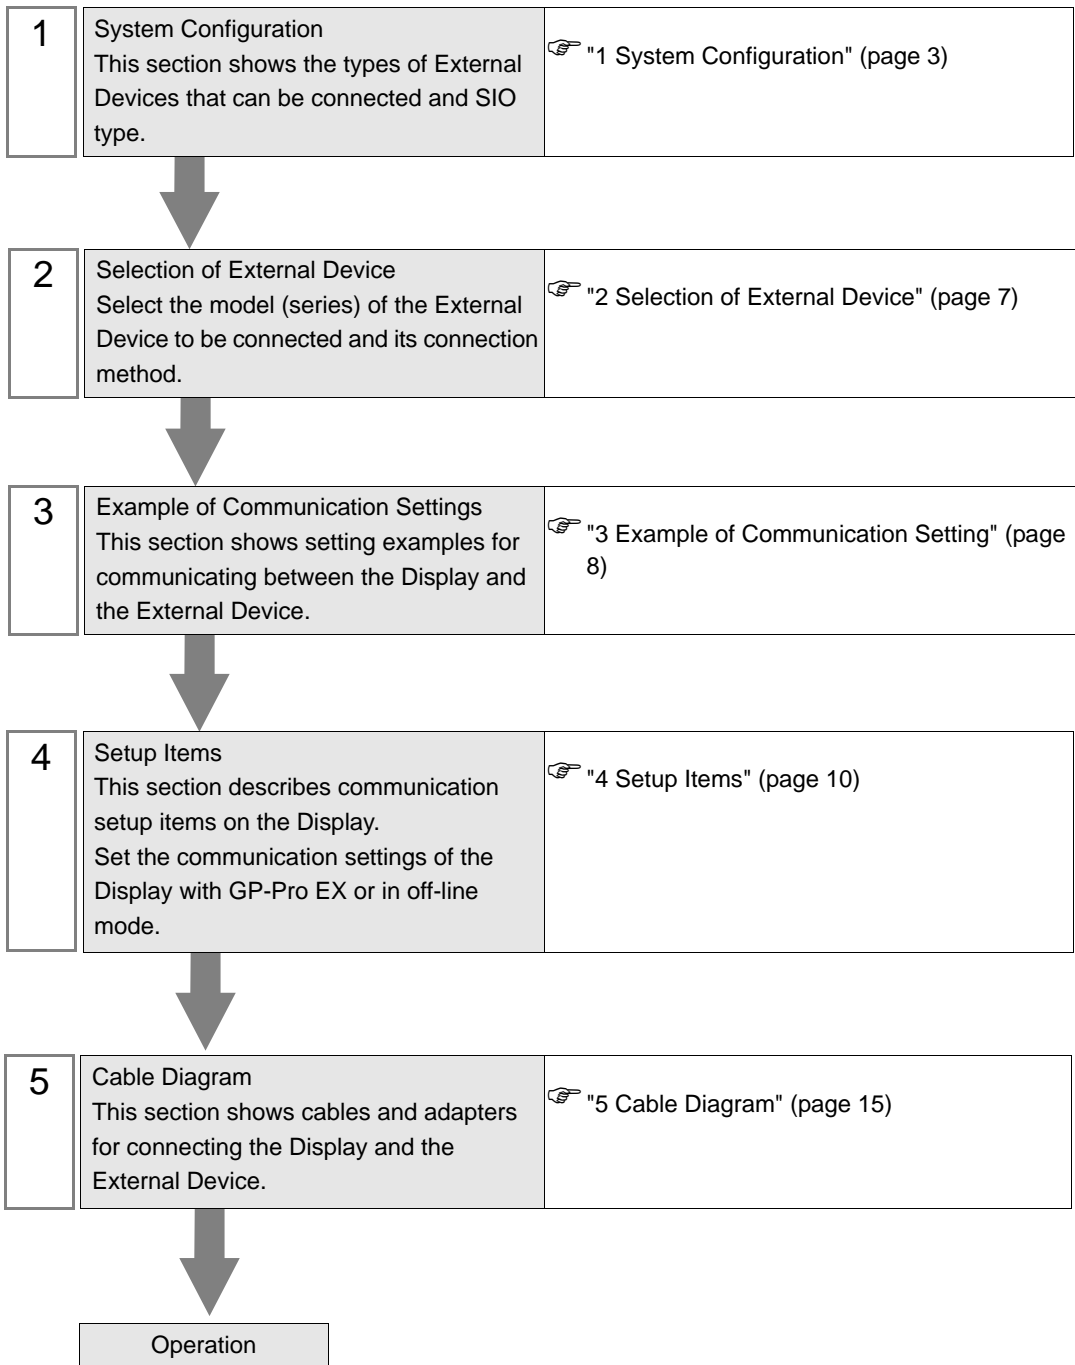 1
System Configuration
This section shows the types of External
Devices that can be connected and SIO
type.
"1 System Configuration" (page 3)
2
Selection of External Device
Select the model (series) of the External
Device to be connected and its connection
method.
"2 Selection of External Device" (page 7)
3
Example of Communication Settings
This section shows setting examples for
communicating between the Display and
the External Device.
"3 Example of Communication Setting" (page
8)
4
Setup Items
This section describes communication
setup items on the Display.
Set the communication settings of the
Display with GP-Pro EX or in off-line
mode.
"4 Setup Items" (page 10)
5
Cable Diagram
This section shows cables and adapters
for connecting the Display and the
External Device.
"5 Cable Diagram" (page 15)
Operation